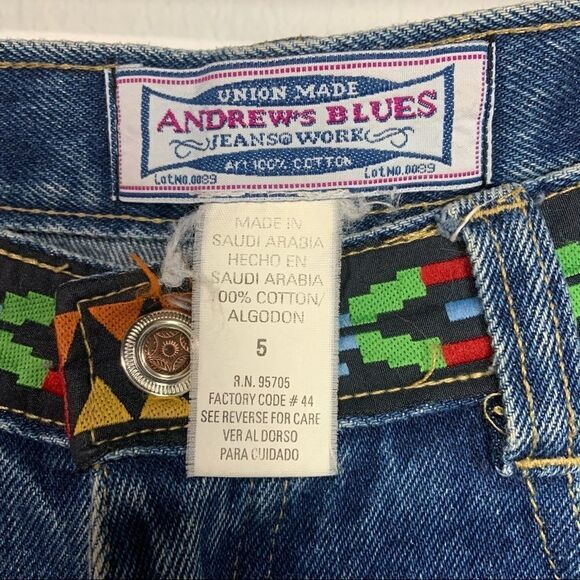 UNION MADE
ANDREW'S BLUES
JEANS@WORK
ALL 100% COTTON
Lot.NO.0089 Lot.NO.0089
MADE IN
SAUDI ARABIA
HECHO EN
SAUDI ARABIA
100% COTTON/
ALGODON
5
R.N. 95705
FACTORY CODE # 44
SEE REVERSE FOR CARE
VER AL DORSO
PARA CUIDADO